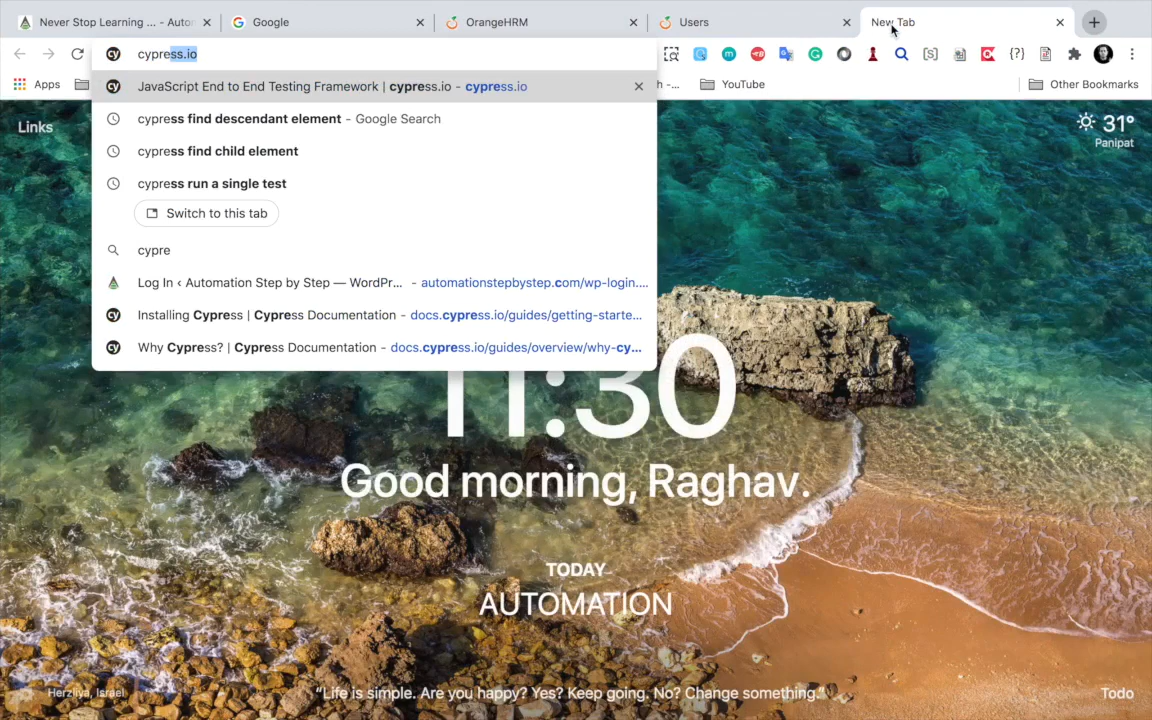 Never Stop Learning ... - Autor
Google
OrangeHRM
Users
New Tab
cypress.io
Apps
YouTube
Other Bookmarks
JavaScript End to End Testing Framework | cypress.io - cypress.io
cypress find descendant element - Google Search
cypress find child element
cypress run a single test
Switch to this tab
cypre
Log In ‹ Automation Step by Step — WordPr... - automationstepbystep.com/wp-login....
Installing Cypress | Cypress Documentation - docs.cypress.io/guides/getting-starte...
Why Cypress? | Cypress Documentation - docs.cypress.io/guides/overview/why-cy...
Links
31°
Panipat
11:30
Good morning, Raghav.
TODAY
AUTOMATION
Herzliya, Israel
“Life is simple. Are you happy? Yes? Keep going. No? Change something.”
Todo